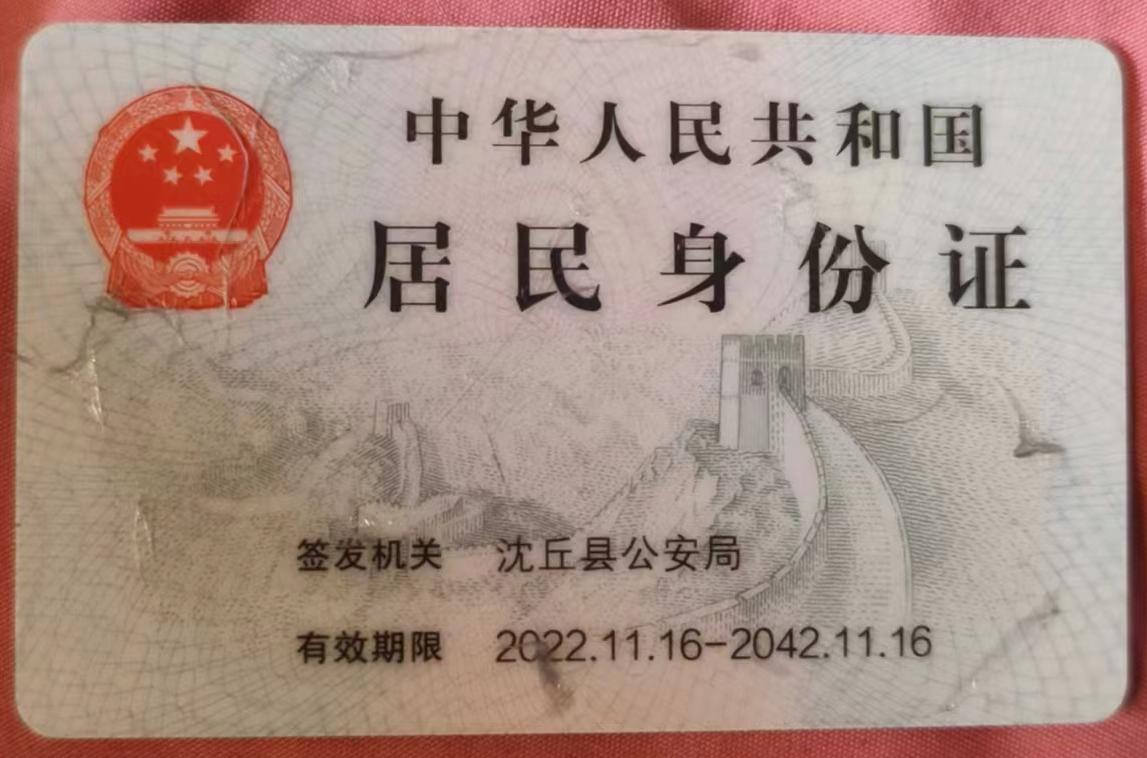 中华人民共和国
居民身份证
签发机关 沈丘县公安局
有效期限 2022.11.16-2042.11.16